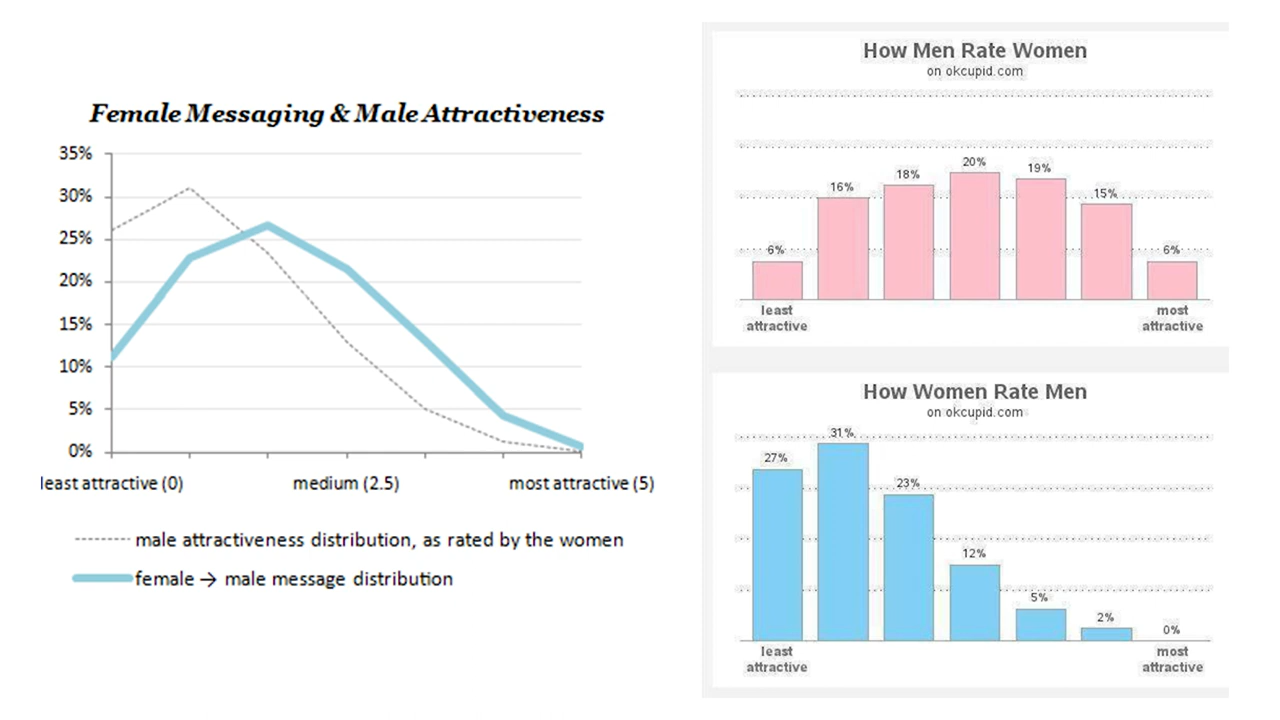 Female Messaging & Male Attractiveness
35%
30%
25%
20%
15%
10%
5%
0%
least attractive (0)
medium (2.5)
most attractive (5)
male attractiveness distribution, as rated by the women
female → male message distribution
How Men Rate Women
on okcupid.com
6%
16%
18%
20%
19%
15%
6%
least
attractive
most
attractive
How Women Rate Men
on okcupid.com
27%
31%
23%
12%
5%
2%
0%
least
attractive
most
attractive